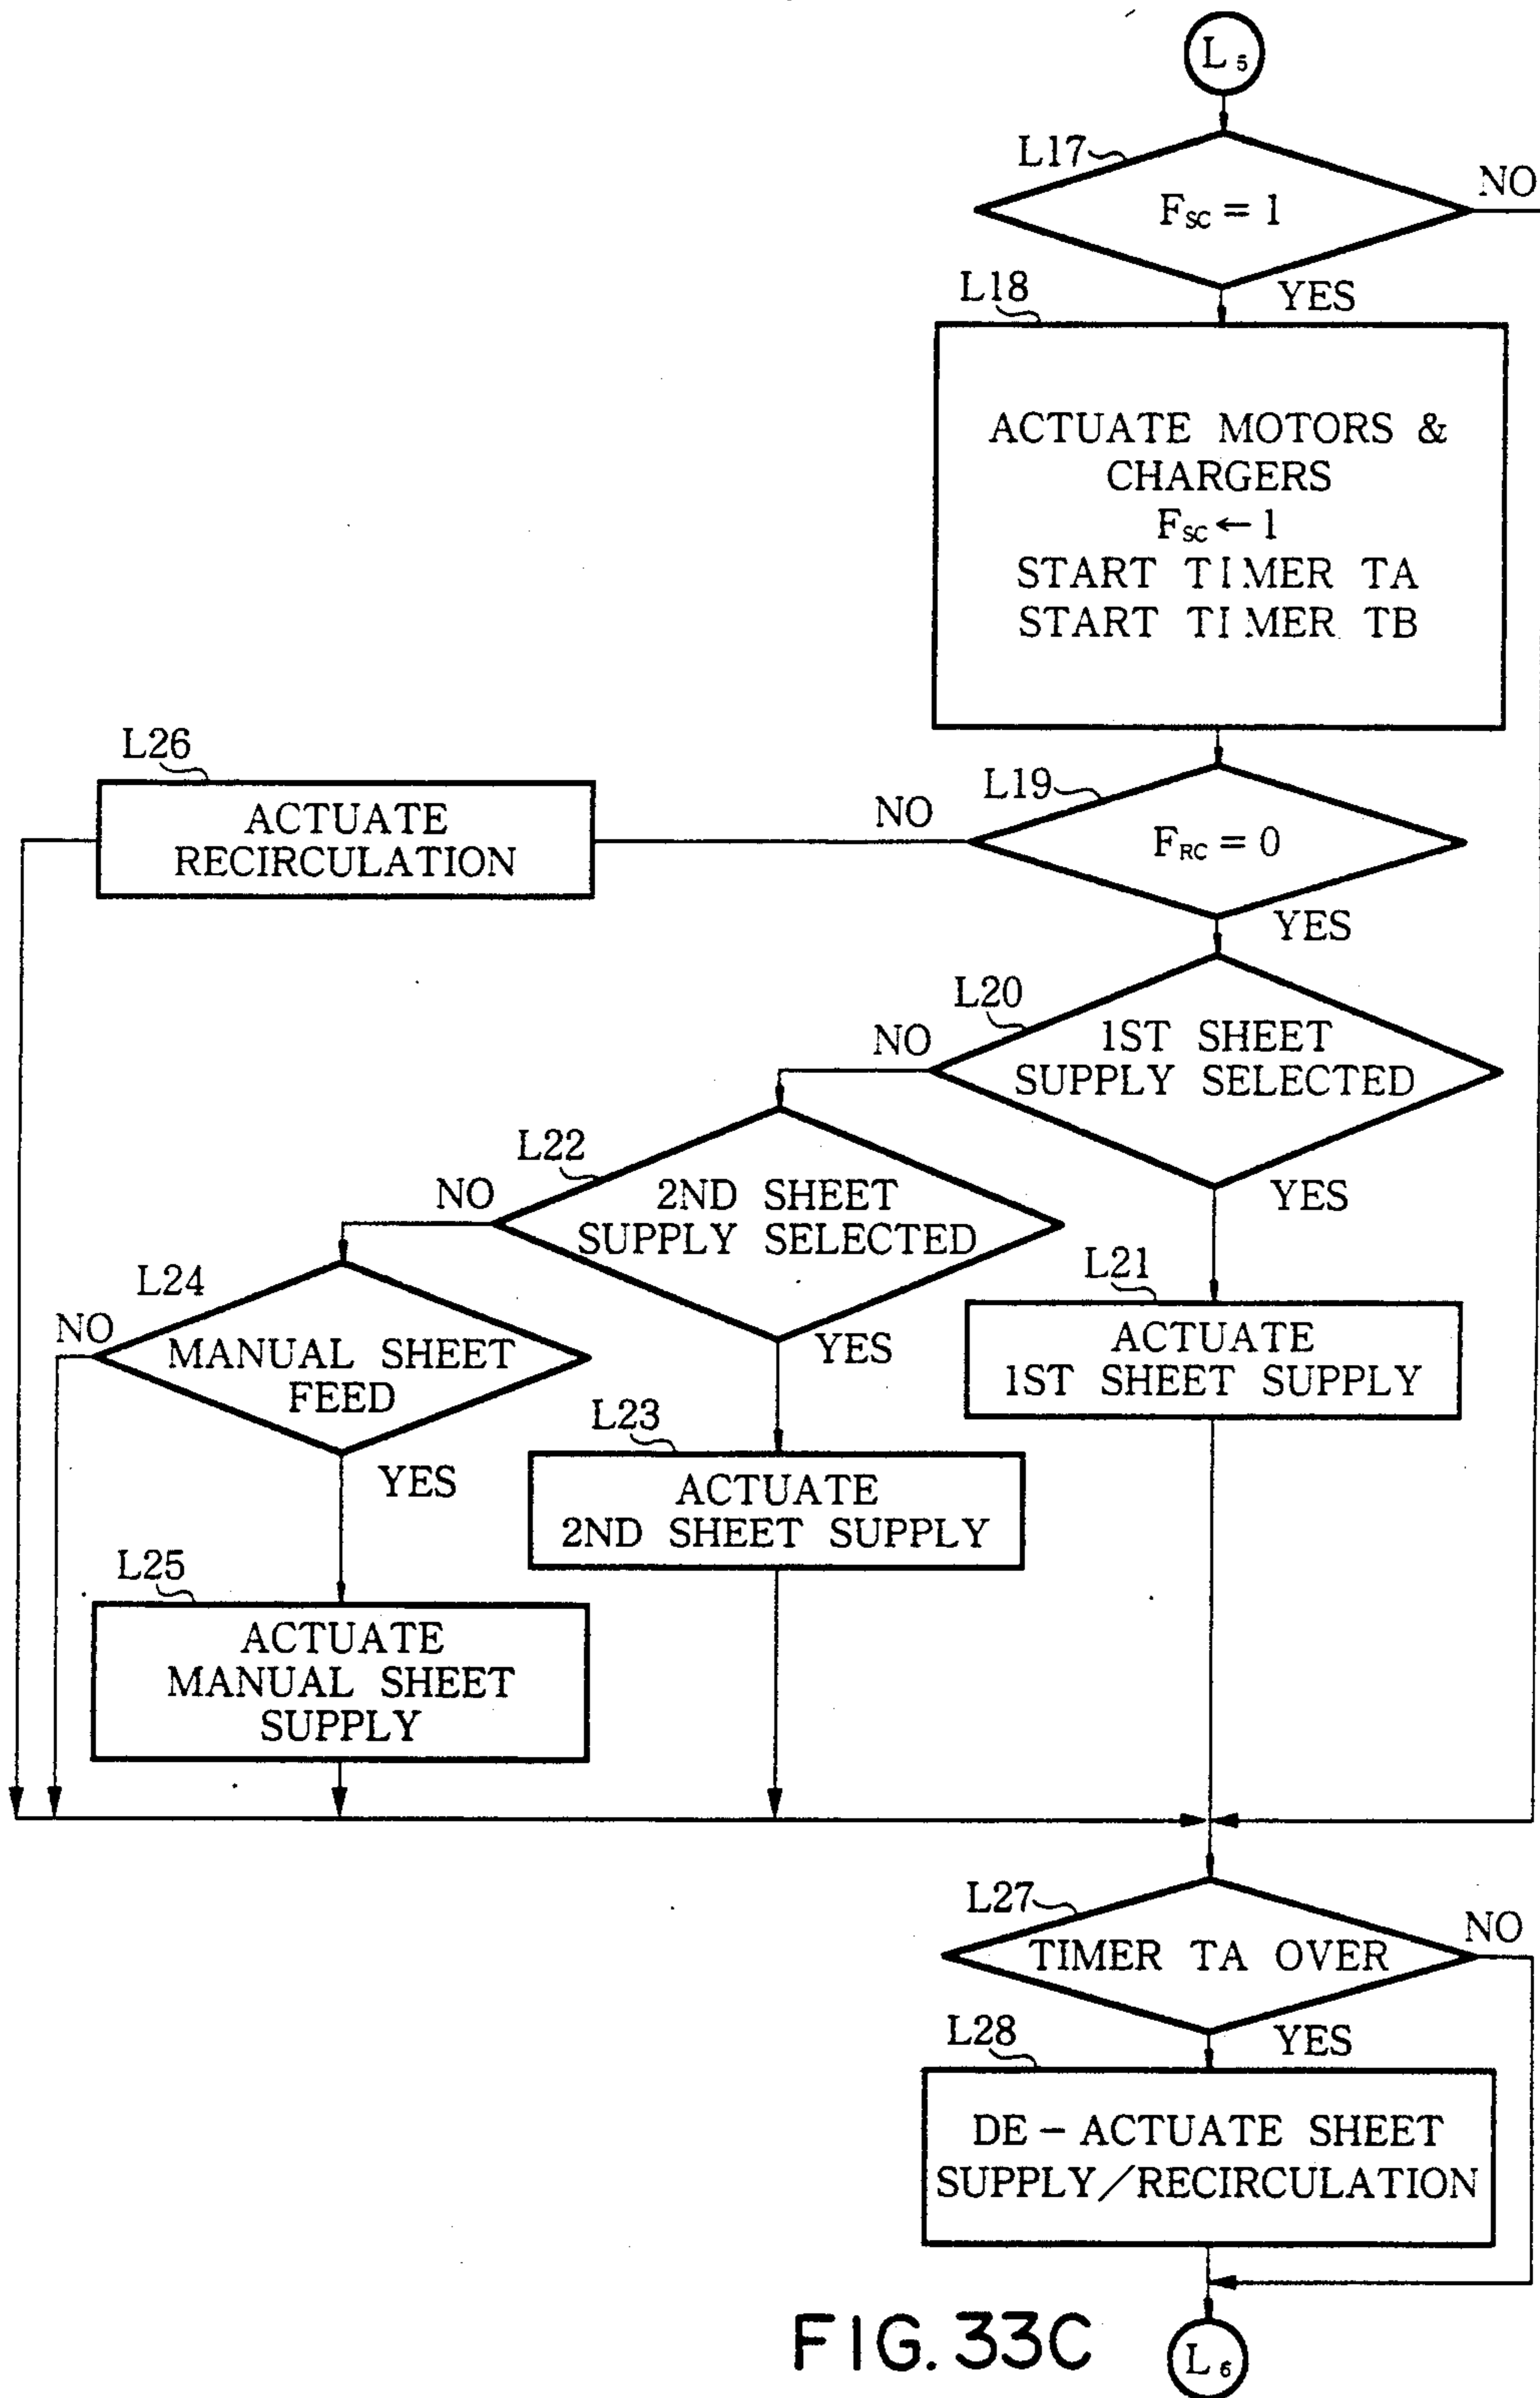 L5
L17
NO
FSC = 1
L18
YES
ACTUATE MOTORS &
CHARGERS
FSC ← 1
START TIMER TA
START TIMER TB
L26
ACTUATE
RECIRCULATION
NO
L19
FRC = 0
YES
L20
NO
1ST SHEET
SUPPLY SELECTED
YES
L22
NO
2ND SHEET
SUPPLY SELECTED
YES
L21
ACTUATE
1ST SHEET SUPPLY
L24
NO
MANUAL SHEET
FEED
YES
L23
ACTUATE
2ND SHEET SUPPLY
L25
ACTUATE
MANUAL SHEET
SUPPLY
L27
NO
TIMER TA OVER
L28
YES
DE - ACTUATE SHEET
SUPPLY/RECIRCULATION
FIG. 33C
L6